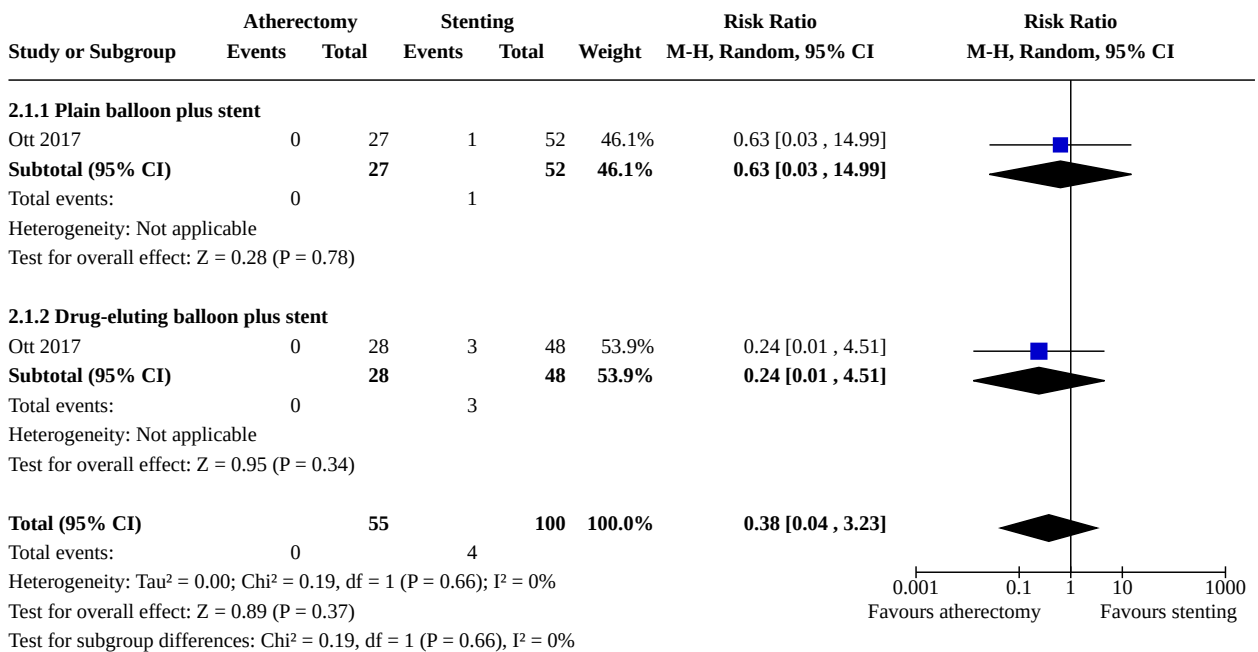 Atherectomy Stenting Risk Ratio Risk Ratio
Study or Subgroup Events Total Events Total Weight M-H, Random, 95% CI M-H, Random, 95% CI
2.1.1 Plain balloon plus stent
Ott 2017 0 27 1 52 46.1% 0.63 [0.03 , 14.99]
Subtotal (95% CI) 27 52 46.1% 0.63 [0.03 , 14.99]
Total events: 0 1
Heterogeneity: Not applicable
Test for overall effect: Z = 0.28 (P = 0.78)
2.1.2 Drug-eluting balloon plus stent
Ott 2017 0 28 3 48 53.9% 0.24 [0.01 , 4.51]
Subtotal (95% CI) 28 48 53.9% 0.24 [0.01 , 4.51]
Total events: 0 3
Heterogeneity: Not applicable
Test for overall effect: Z = 0.95 (P = 0.34)
Total (95% CI) 55 100 100.0% 0.38 [0.04 , 3.23]
Total events: 0 4
Heterogeneity: Tau² = 0.00; Chi² = 0.19, df = 1 (P = 0.66); I² = 0% 0.001 0.1 1 10 1000
Test for overall effect: Z = 0.89 (P = 0.37) Favours atherectomy Favours stenting
Test for subgroup differences: Chi² = 0.19, df = 1 (P = 0.66), I² = 0%